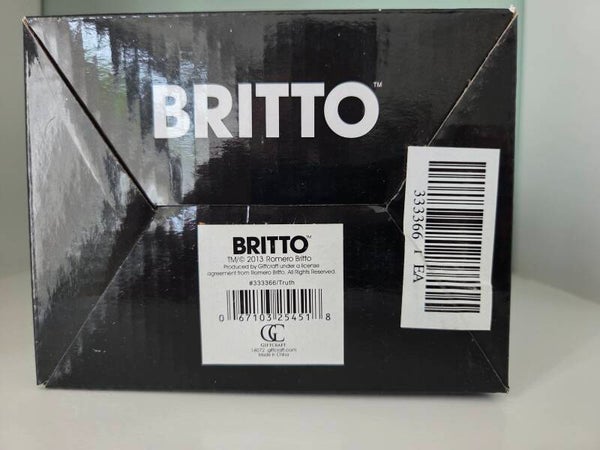 BRITTO™
BRITTO™
TM/© 2013 Romero Britto
Produced by Giftcraft under a license
agreement from Romero Britto. All Rights Reserved.
#333366/Truth
0 67103 25451 8
GC
GIFTCRAFT
14072 giftcraft.com
Made in China
333366 1 EA